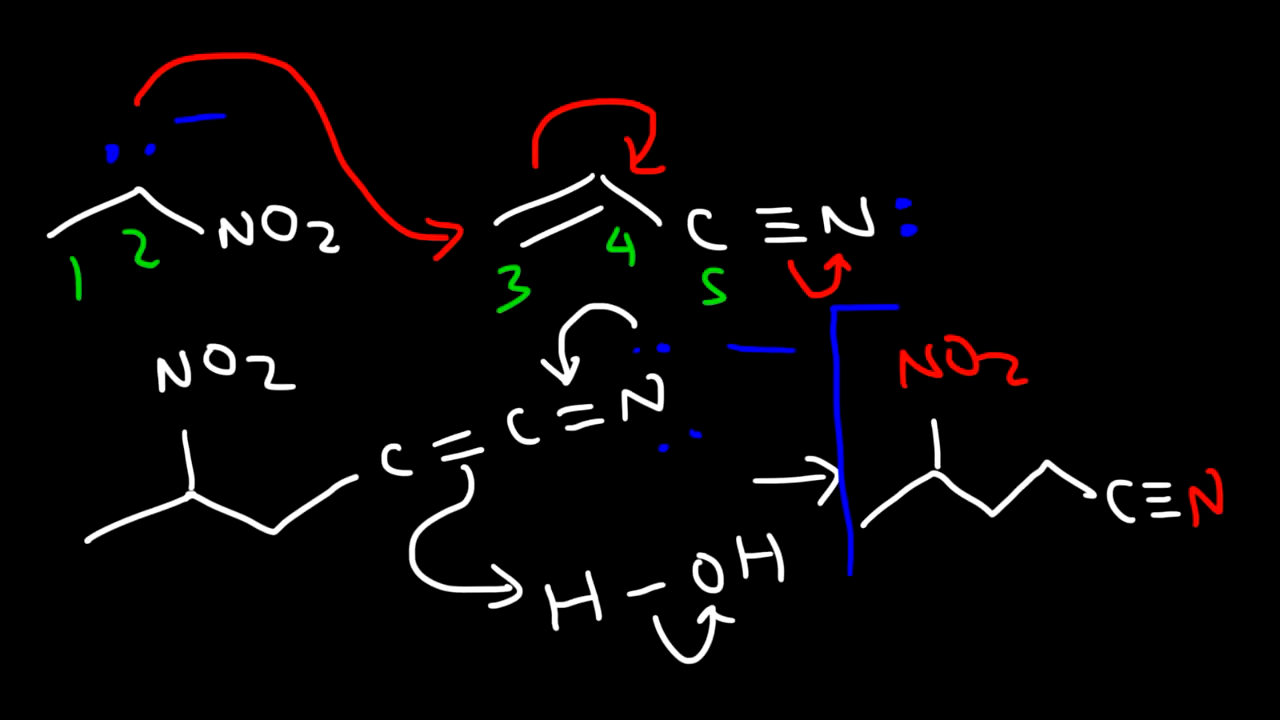 NO2
C ≡ N:
1 2 3 4 5
NO2
C = C = N
NO2
C ≡ N
H - OH